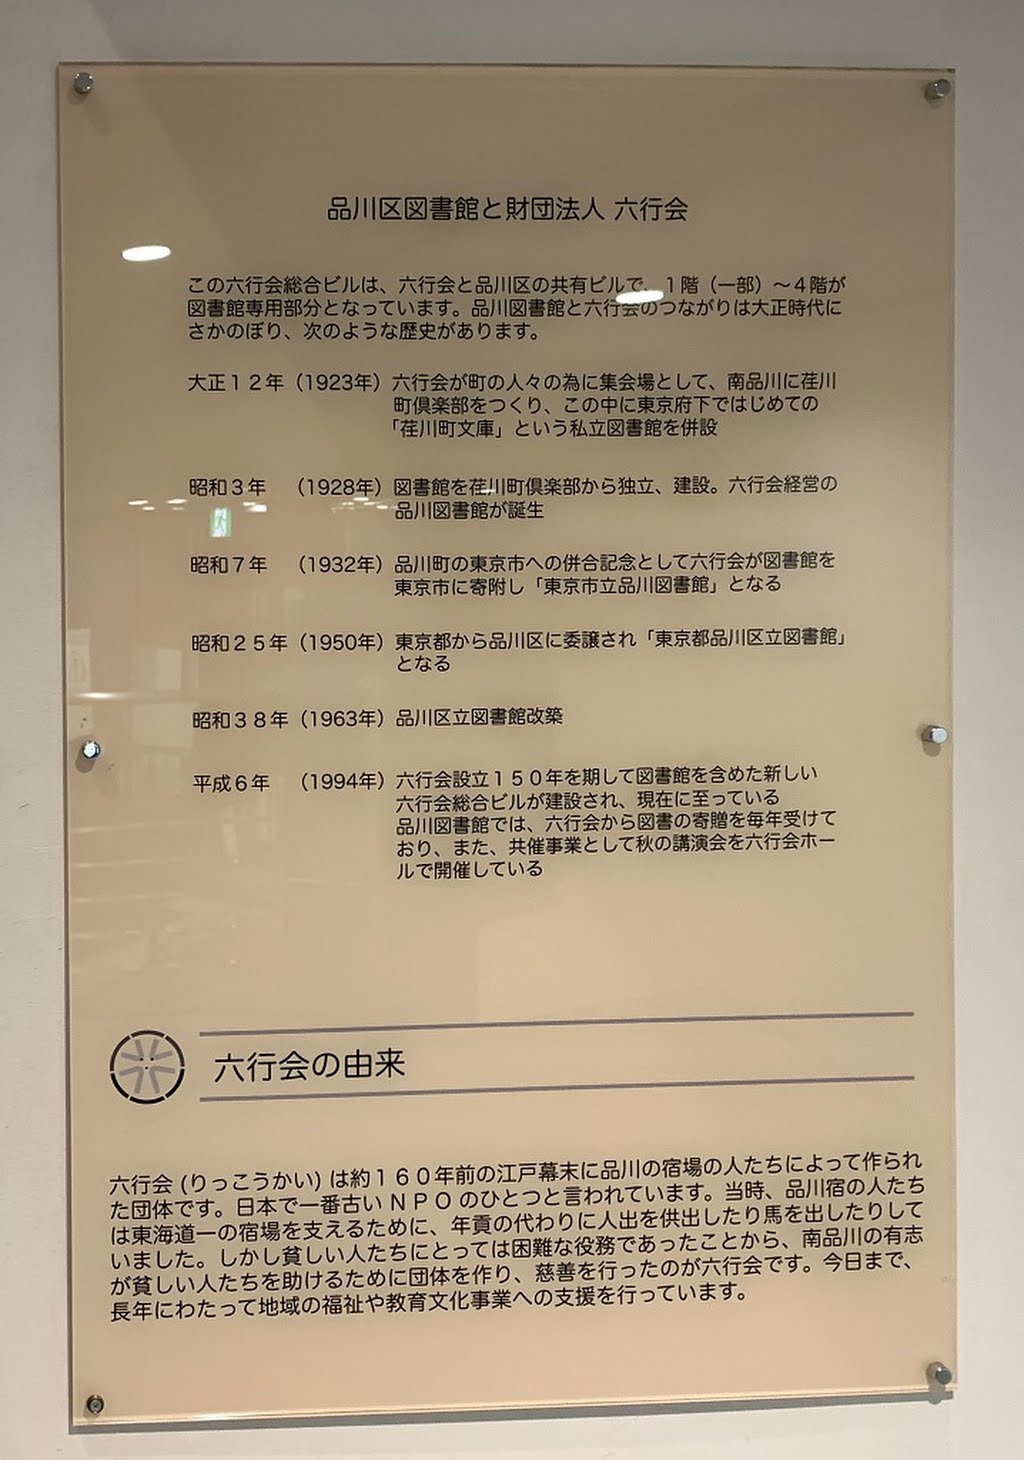 品川区図書館と財団法人 六行会
この六行会総合ビルは、六行会と品川区の共有ビルで、1階（一部）～4階が
図書館専用部分となっています。品川図書館と六行会のつながりは大正時代に
さかのぼり、次のような歴史があります。
大正12年（1923年）六行会が町の人々の為に集会場として、南品川に荏川
町倶楽部をつくり、この中に東京府下ではじめての
「荏川町文庫」という私立図書館を併設
昭和3年（1928年）図書館を荏川町倶楽部から独立、建設。六行会経営の
品川図書館が誕生
昭和7年（1932年）品川町の東京市への併合記念として六行会が図書館を
東京市に寄附し「東京市立品川図書館」となる
昭和25年（1950年）東京都から品川区に委譲され「東京都品川区立図書館」
となる
昭和38年（1963年）品川区立図書館改築
平成6年（1994年）六行会設立150年を期して図書館を含めた新しい
六行会総合ビルが建設され、現在に至っている
品川図書館では、六行会から図書の寄贈を毎年受けて
おり、また、共催事業として秋の講演会を六行会ホー
ルで開催している
六行会の由来
六行会 (りっこうかい) は約160年前の江戸幕末に品川の宿場の人たちによって作られ
た団体です。日本で一番古いNPOのひとつと言われています。当時、品川宿の人たち
は東海道一の宿場を支えるために、年貢の代わりに人出を供出したり馬を出したりして
いました。しかし貧しい人たちにとっては困難な役務であったことから、南品川の有志
が貧しい人たちを助けるために団体を作り、慈善を行ったのが六行会です。今日まで、
長年にわたって地域の福祉や教育文化事業への支援を行っています。